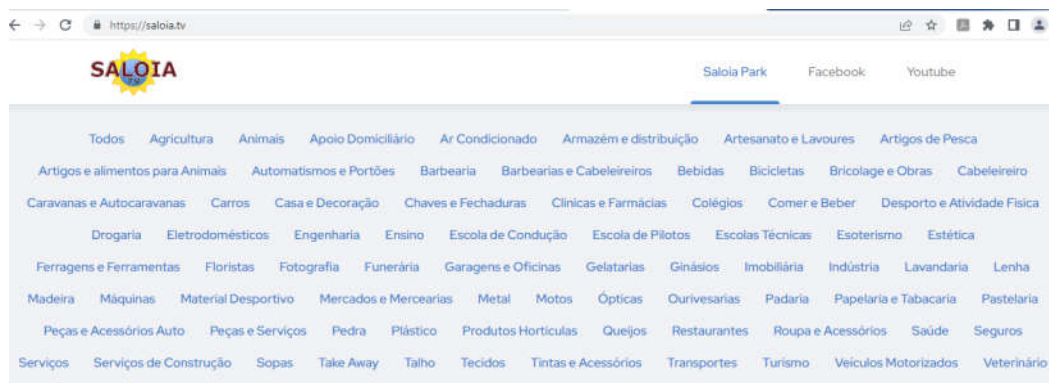 https://saloia.tv
SALOIA
TV
Saloia Park Facebook Youtube
Todos Agricultura Animais Apoio Domiciliário Ar Condicionado Armazém e distribuição Artesanato e Lavoures Artigos de Pesca
Artigos e alimentos para Animais Automatismos e Portões Barbearia Barbearias e Cabeleireiros Bebidas Bicicletas Bricolage e Obras Cabeleireiro
Caravanas e Autocaravanas Carros Casa e Decoração Chaves e Fechaduras Clínicas e Farmácias Colégios Comer e Beber Desporto e Atividade Física
Drogaria Eletrodomésticos Engenharia Ensino Escola de Condução Escola de Pilotos Escolas Técnicas Esoterismo Estética
Ferragens e Ferramentas Floristas Fotografia Funerária Garagens e Oficinas Gelatarias Ginásios Imobiliária Indústria Lavandaria Lenha
Madeira Máquinas Material Desportivo Mercados e Mercearias Metal Motos Ópticas Ourivesarias Padaria Papelaria e Tabacaria Pastelaria
Peças e Acessórios Auto Peças e Serviços Pedra Plástico Produtos Hortículas Queijos Restaurantes Roupa e Acessórios Saúde Seguros
Serviços Serviços de Construção Sopas Take Away Talho Tecidos Tintas e Acessórios Transportes Turismo Veículos Motorizados Veterinário